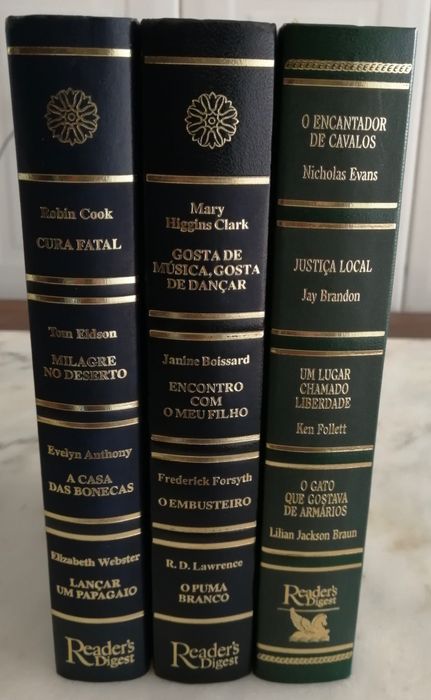 Robin Cook
CURA FATAL
Tom Eidson
MILAGRE
NO DESERTO
Evelyn Anthony
A CASA
DAS BONECAS
Elizabeth Webster
LANÇAR
UM PAPAGAIO
Reader's
Digest
Mary
Higgins Clark
GOSTA DE
MÚSICA, GOSTA
DE DANÇAR
Janine Boissard
ENCONTRO
COM
O MEU FILHO
Frederick Forsyth
O EMBUSTEIRO
R. D. Lawrence
O PUMA
BRANCO
Reader's
Digest
O ENCANTADOR
DE CAVALOS
Nicholas Evans
JUSTIÇA LOCAL
Jay Brandon
UM LUGAR
CHAMADO
LIBERDADE
Ken Follett
O GATO
QUE GOSTAVA
DE ARMÁRIOS
Lilian Jackson Braun
Reader's
Digest